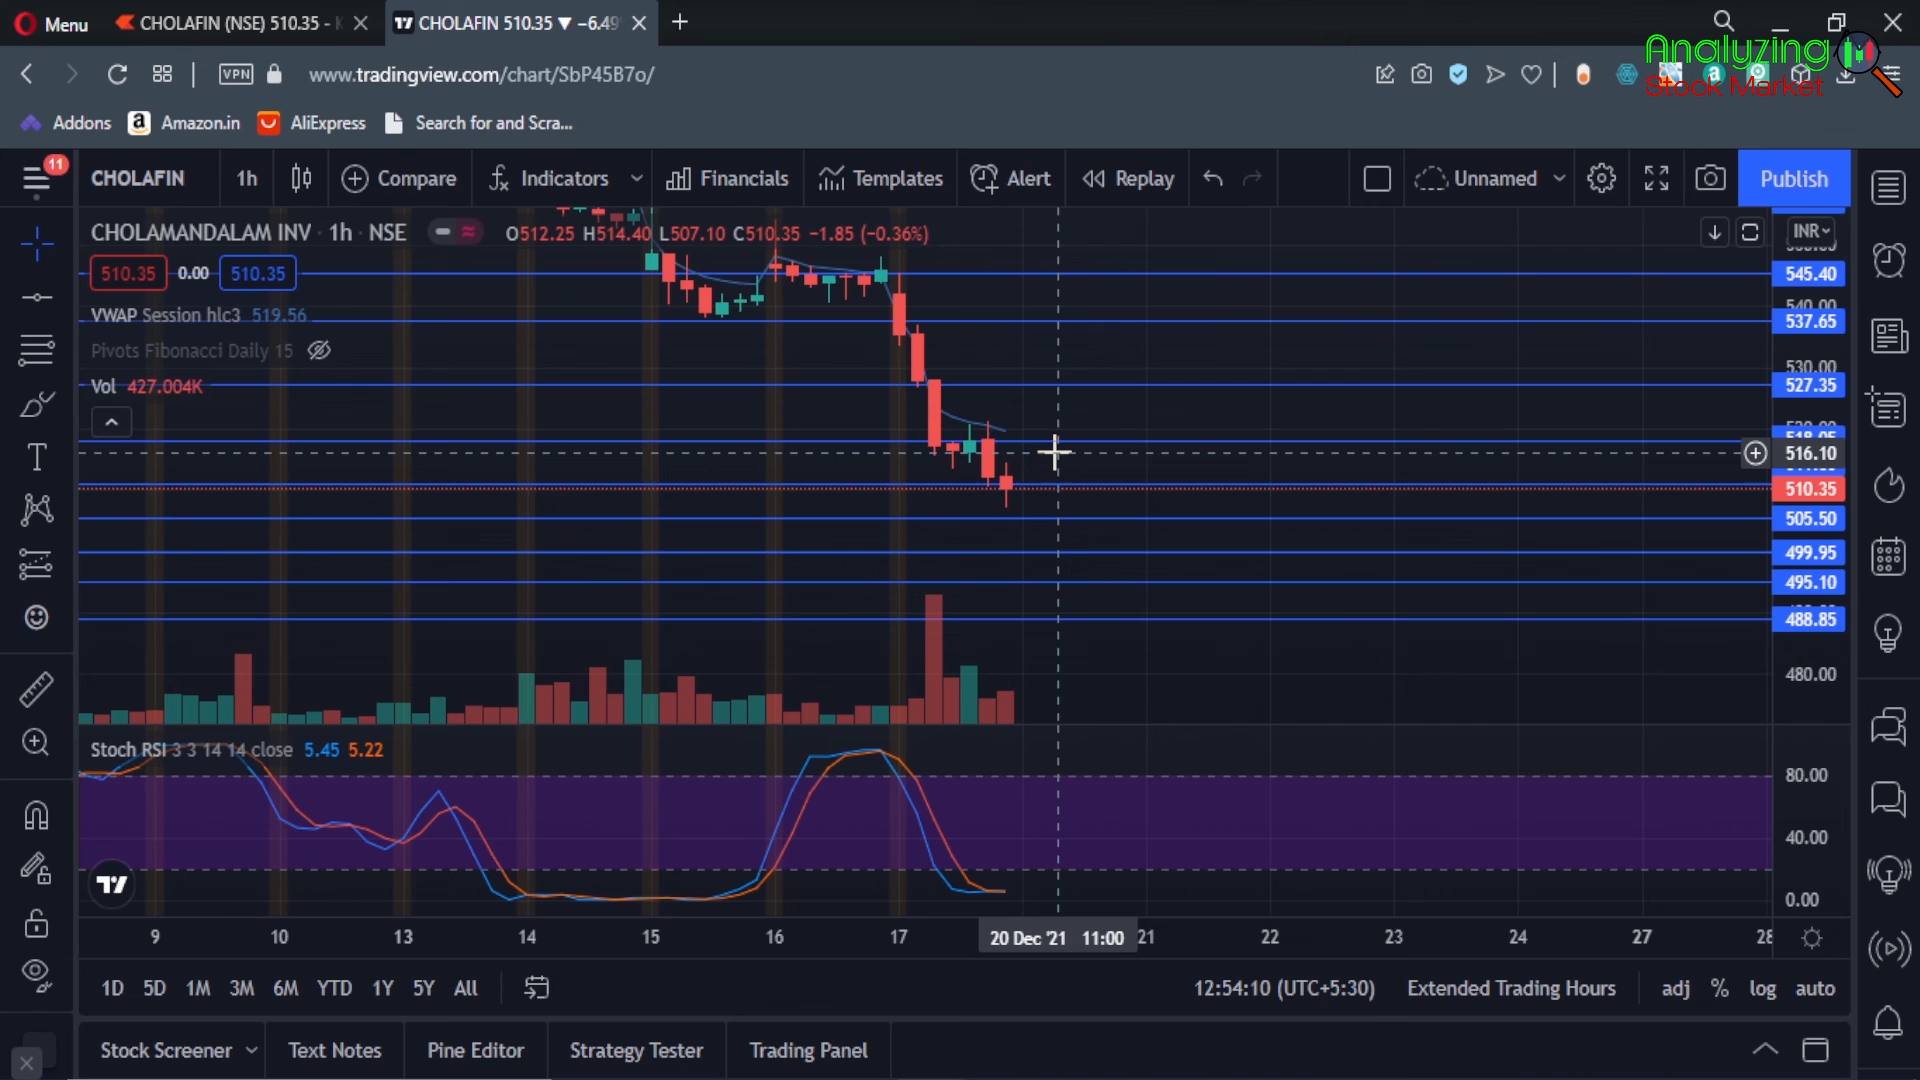 Menu
CHOLAFIN (NSE) 510.35 -
CHOLAFIN 510.35 ▼ −6.49
Analyzing
Stock Market
VPN
www.tradingview.com/chart/SbP45B7o/
Addons
Amazon.in
AliExpress
Search for and Scra...
11
CHOLAFIN
1h
Compare
Indicators
Financials
Templates
Alert
Replay
Unnamed
Publish
CHOLAMANDALAM INV · 1h · NSE
O512.25 H514.40 L507.10 C510.35 −1.85 (−0.36%)
INR
510.35 0.00 510.35
545.40
VWAP Session hlc3 519.56
540.00
537.65
Pivots Fibonacci Daily 15
530.00
527.35
Vol 427.004K
518.05
516.10
510.35
505.50
499.95
495.10
488.85
480.00
Stoch RSI 3 3 14 14 close 5.45 5.22
80.00
40.00
0.00
9 10 13 14 15 16 17 20 Dec '21 11:00 21 22 23 24 27 28
1D 5D 1M 3M 6M YTD 1Y 5Y All
12:54:10 (UTC+5:30) Extended Trading Hours adj % log auto
Stock Screener Text Notes Pine Editor Strategy Tester Trading Panel